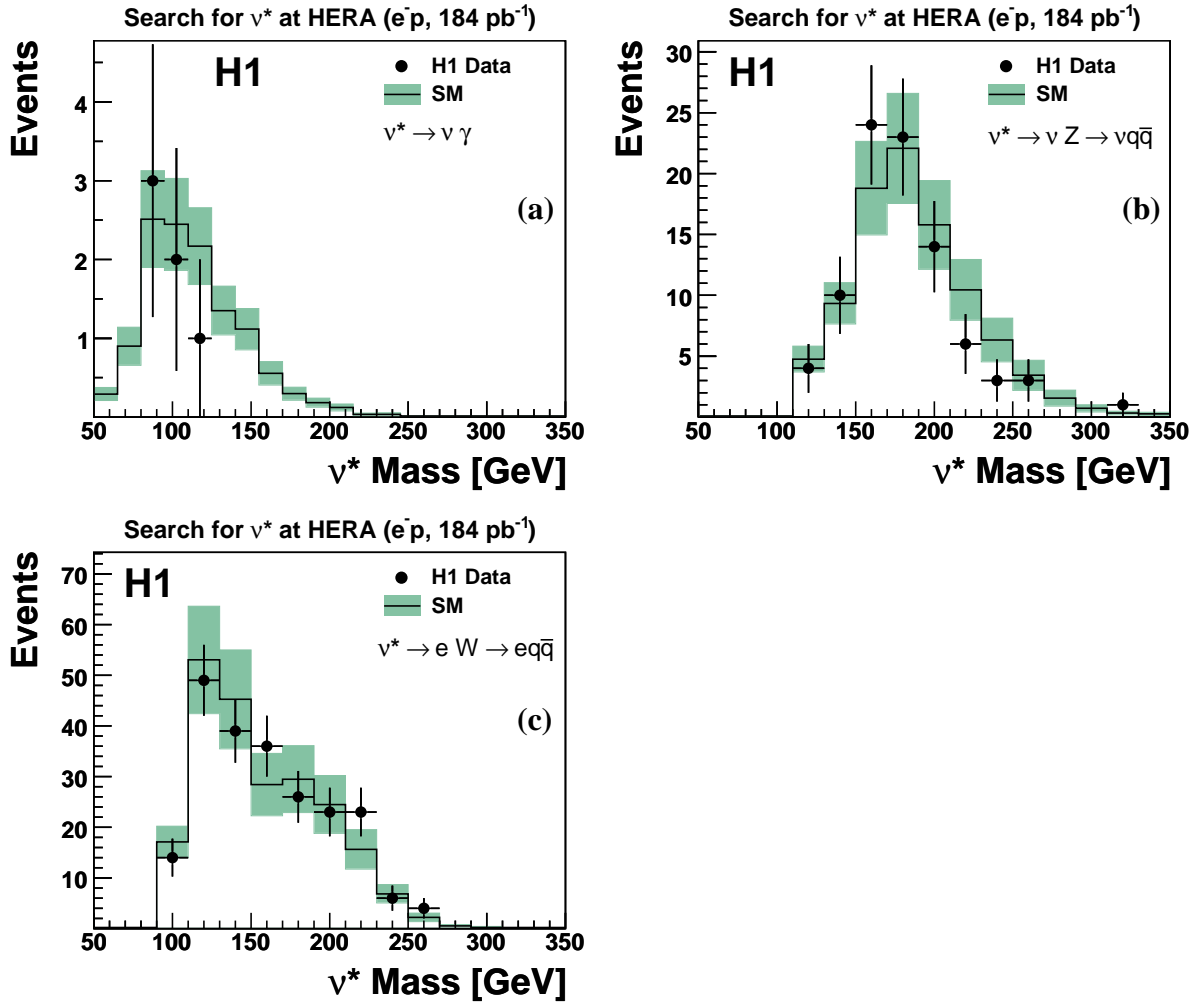 Search for ν* at HERA (e⁻p, 184 pb⁻¹)
Events
H1
H1 Data
SM
ν* → ν γ
(a)
4
3
2
1
50 100 150 200 250 300 350
ν* Mass [GeV]
Search for ν* at HERA (e⁻p, 184 pb⁻¹)
Events
H1
H1 Data
SM
ν* → ν Z → νqq̅
(b)
30
25
20
15
10
5
50 100 150 200 250 300 350
ν* Mass [GeV]
Search for ν* at HERA (e⁻p, 184 pb⁻¹)
Events
H1
H1 Data
SM
ν* → e W → eqq̅
(c)
70
60
50
40
30
20
10
50 100 150 200 250 300 350
ν* Mass [GeV]